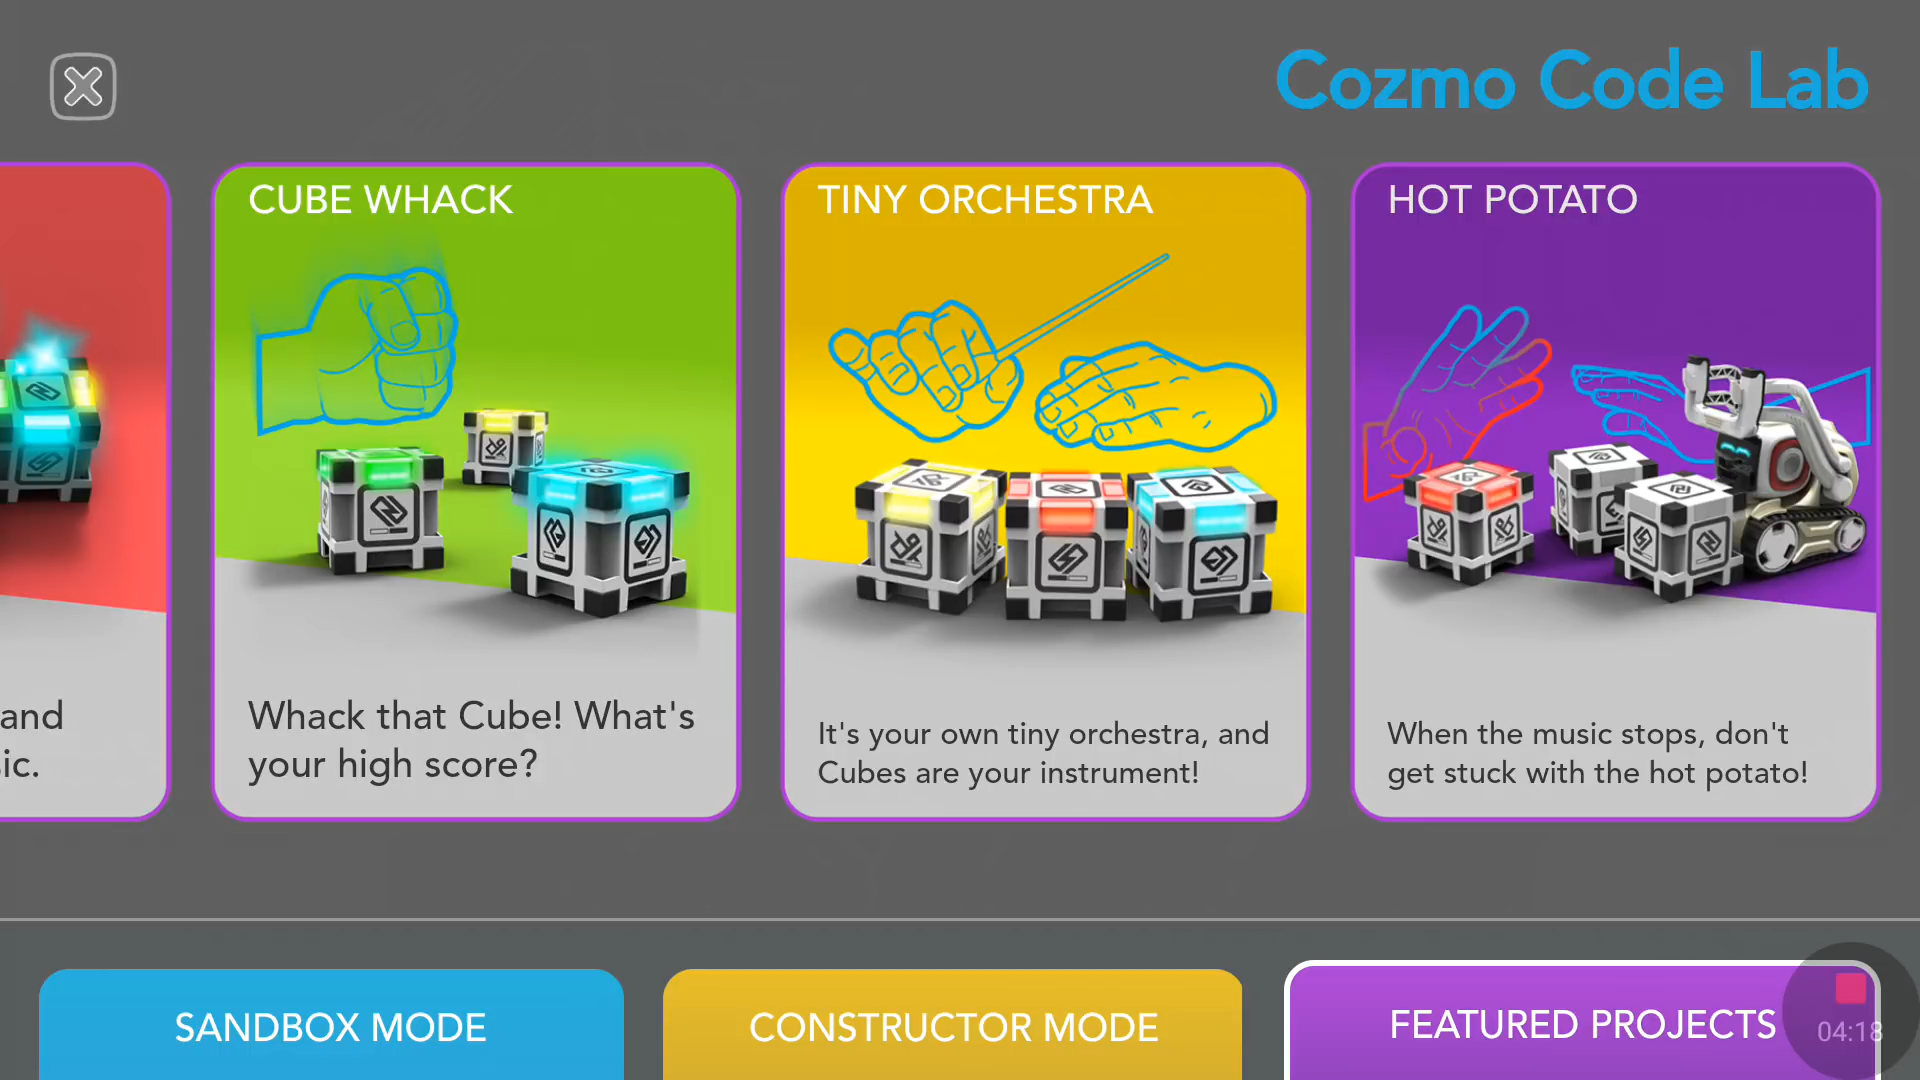 Cozmo Code Lab
and
ic.
CUBE WHACK
Whack that Cube! What's
your high score?
TINY ORCHESTRA
It's your own tiny orchestra, and
Cubes are your instrument!
HOT POTATO
When the music stops, don't
get stuck with the hot potato!
SANDBOX MODE
CONSTRUCTOR MODE
FEATURED PROJECTS
04:18